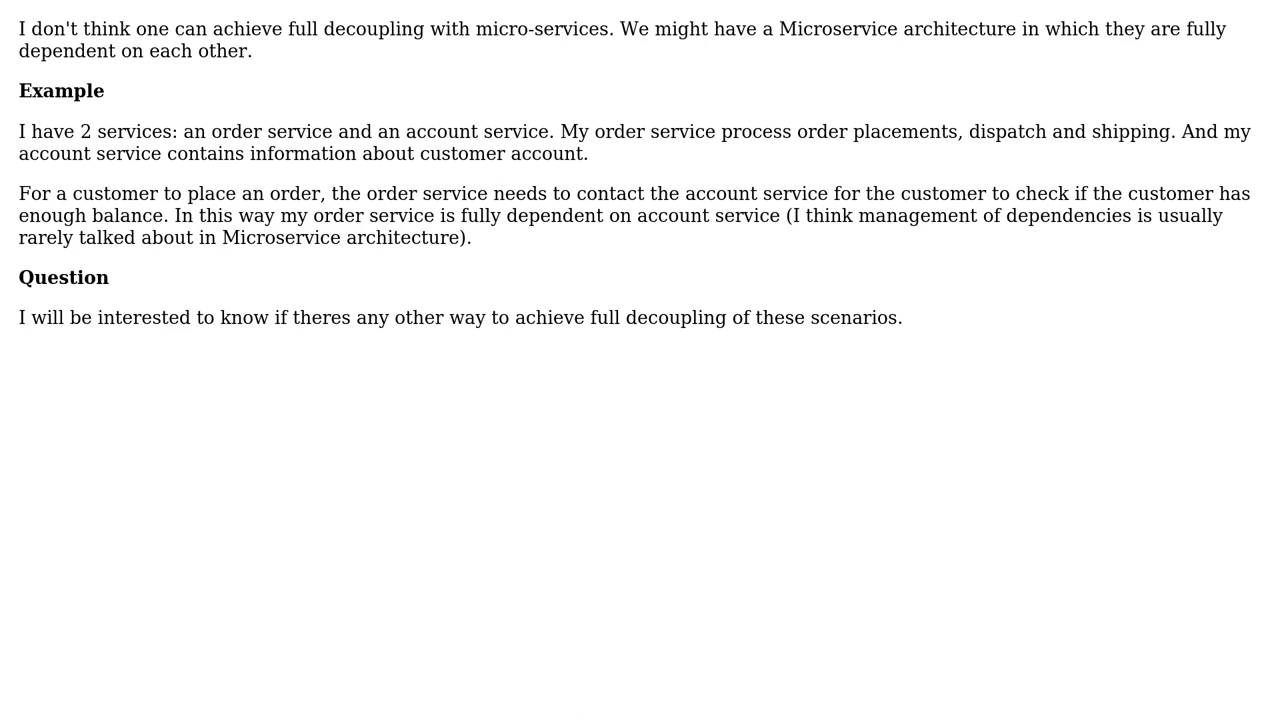 I don't think one can achieve full decoupling with micro-services. We might have a Microservice architecture in which they are fully
dependent on each other.
Example
I have 2 services: an order service and an account service. My order service process order placements, dispatch and shipping. And my
account service contains information about customer account.
For a customer to place an order, the order service needs to contact the account service for the customer to check if the customer has
enough balance. In this way my order service is fully dependent on account service (I think management of dependencies is usually
rarely talked about in Microservice architecture).
Question
I will be interested to know if theres any other way to achieve full decoupling of these scenarios.